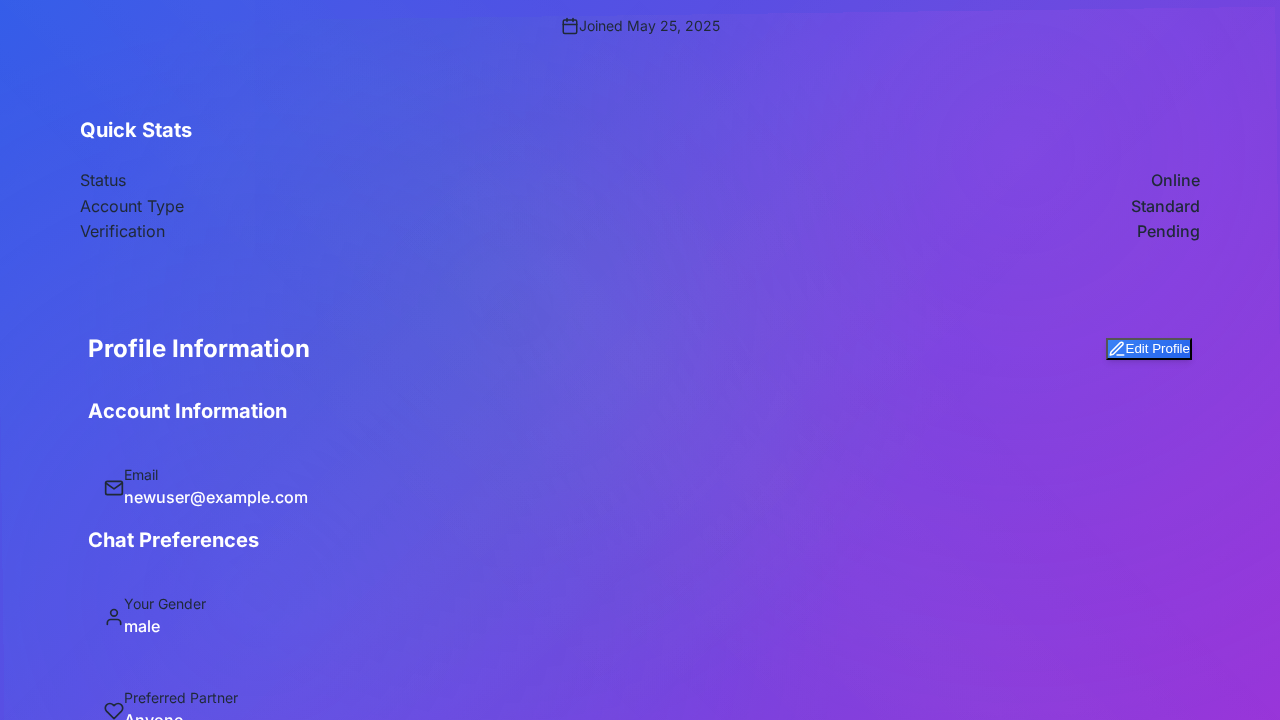 Joined May 25, 2025
Quick Stats
Status Online
Account Type Standard
Verification Pending
Profile Information Edit Profile
Account Information
Email
newuser@example.com
Chat Preferences
Your Gender
male
Preferred Partner
Anyone